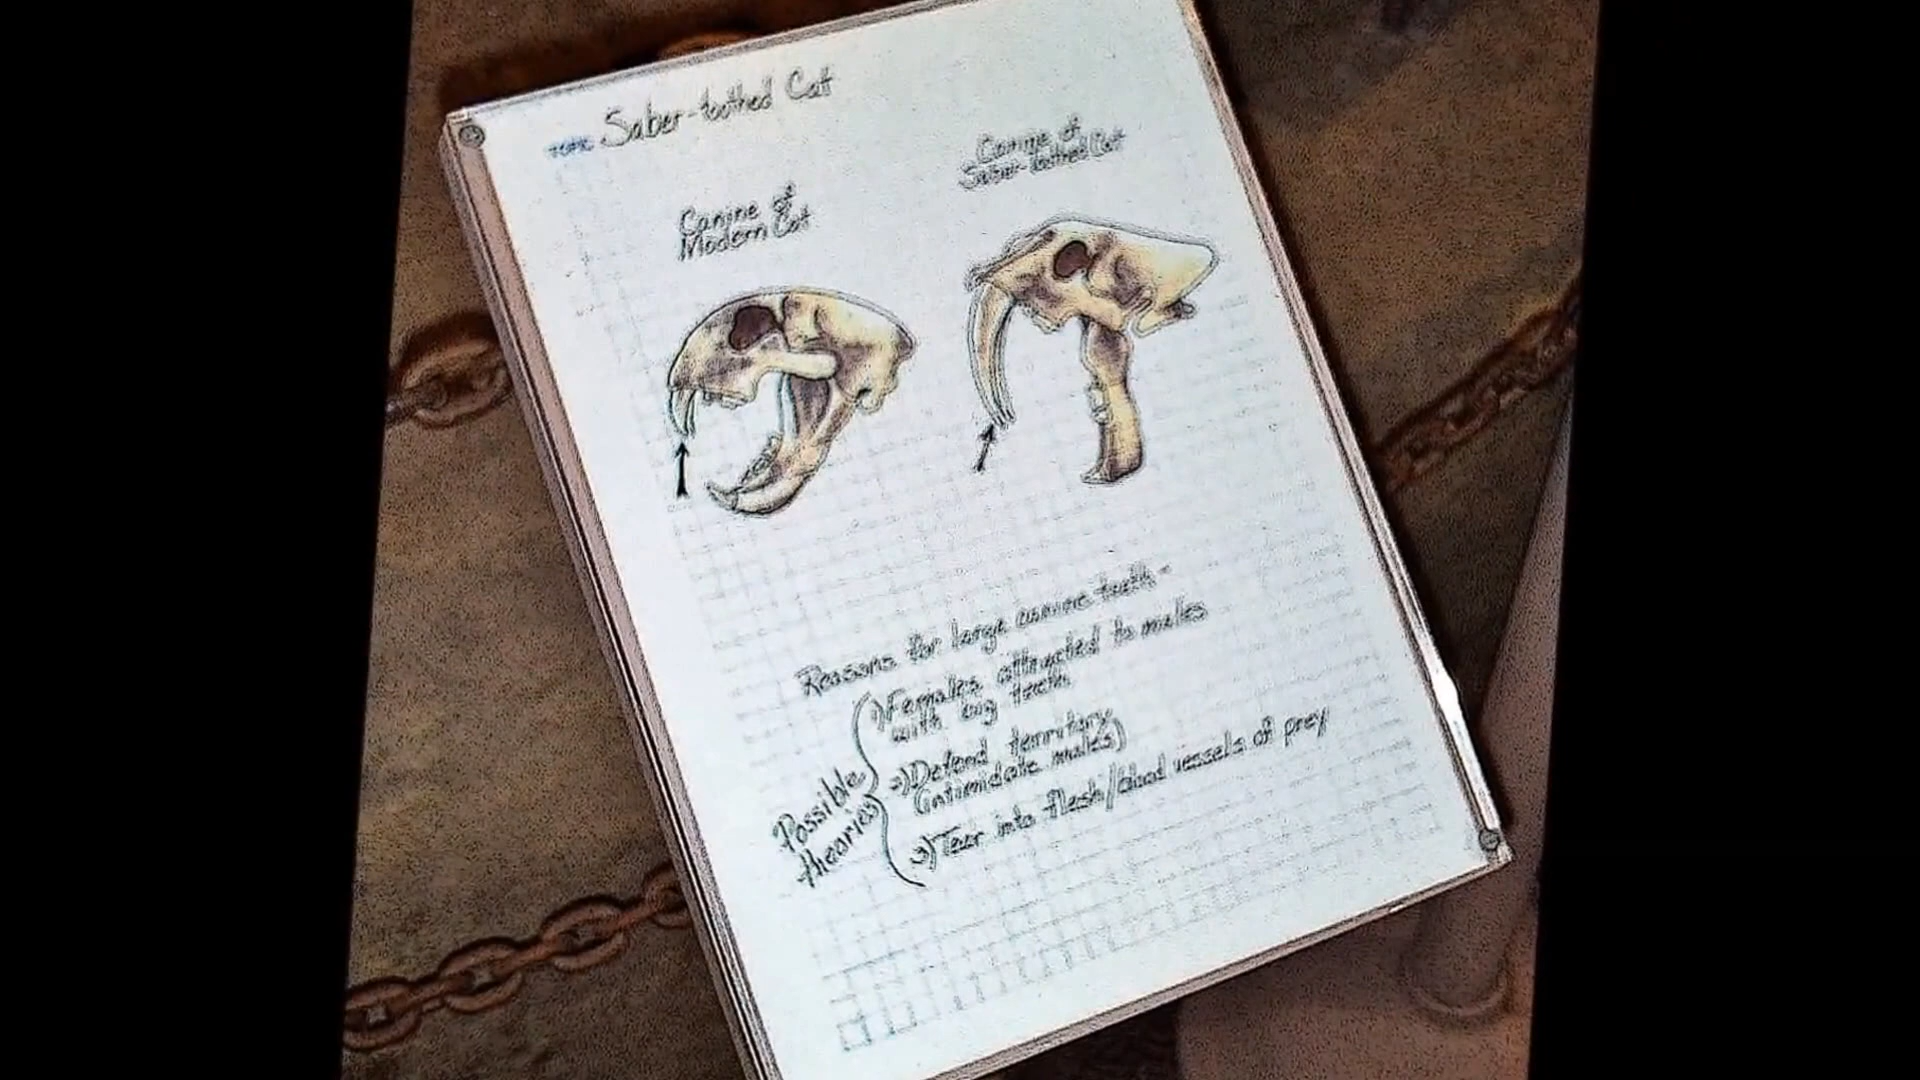 TOPIC Saber-toothed Cat
Canine of
Modern Cat
Canine of
Saber-toothed Cat
Reasons for large canine teeth -
Possible
theories
1) Females attracted to males
with big teeth
2) Defend territory
(intimidate males)
3) Tear into flesh/blood vessels of prey